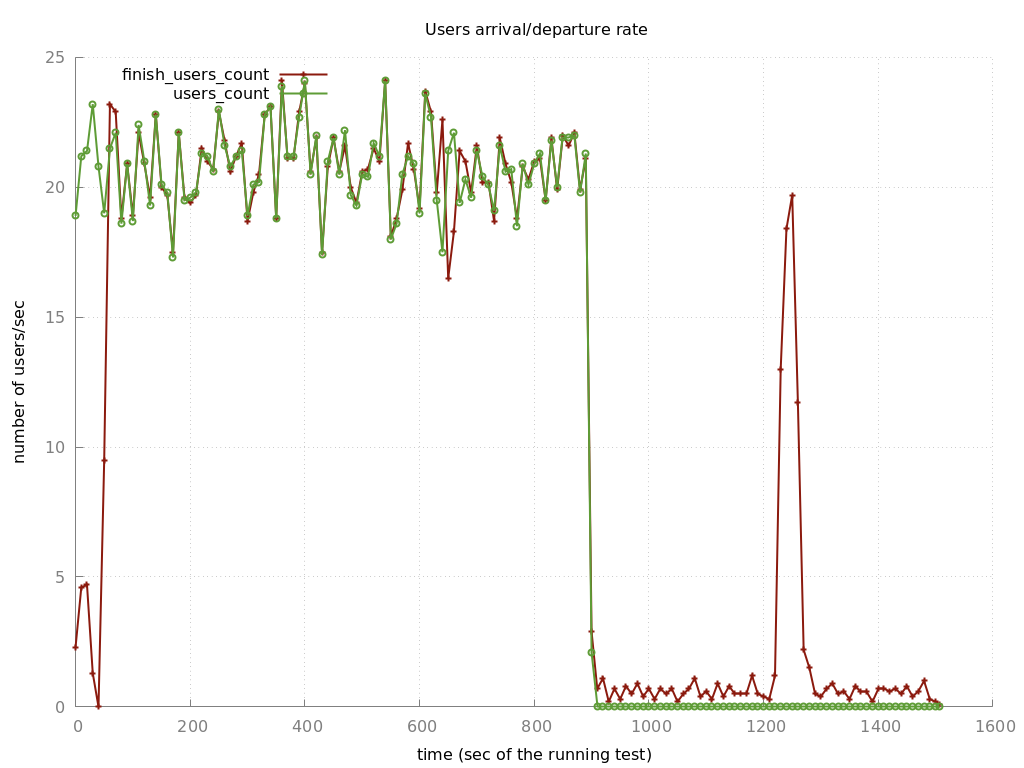 Users arrival/departure rate
finish_users_count
users_count
25
20
15
10
5
0
number of users/sec
0 200 400 600 800 1000 1200 1400 1600
time (sec of the running test)